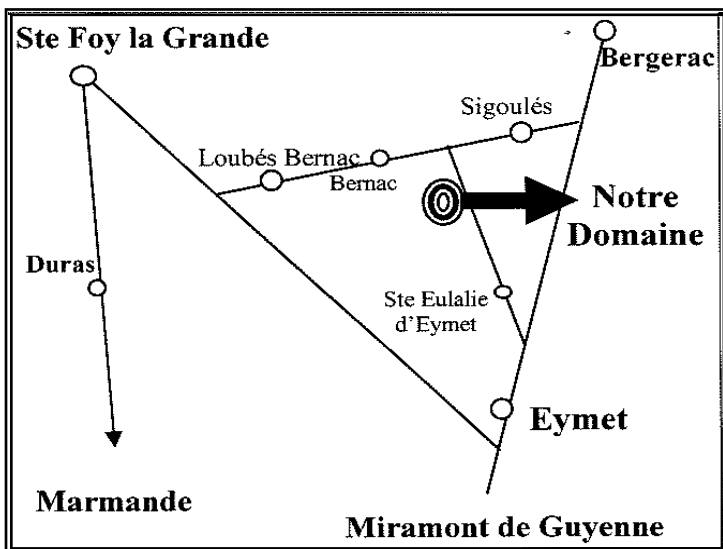 Ste Foy la Grande
Bergerac
Sigoulés
Loubés Bernac
Bernac
Notre
Domaine
Duras
Ste Eulalie
d'Eymet
Eymet
Marmande
Miramont de Guyenne